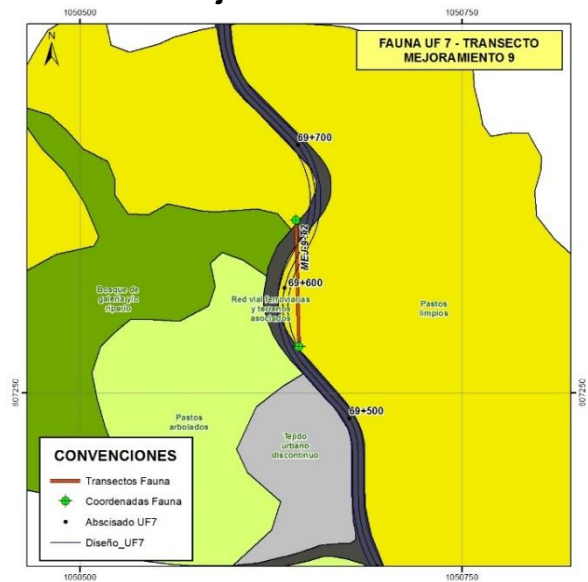 1050500
1050750
FAUNA UF 7 - TRANSECTO
MEJORAMIENTO 9
N
69+700
MEJ-9-T2
Bosque de
galería y/o
ripario
69+600
Red vial ferroviarias
y terrenos
asociados
Pastos
limpios
807250
807250
69+500
Pastos
arbolados
Tejido
urbano
discontinuo
CONVENCIONES
Transectos Fauna
Coordenadas Fauna
Abscisado UF7
Diseño_UF7
1050500
1050750